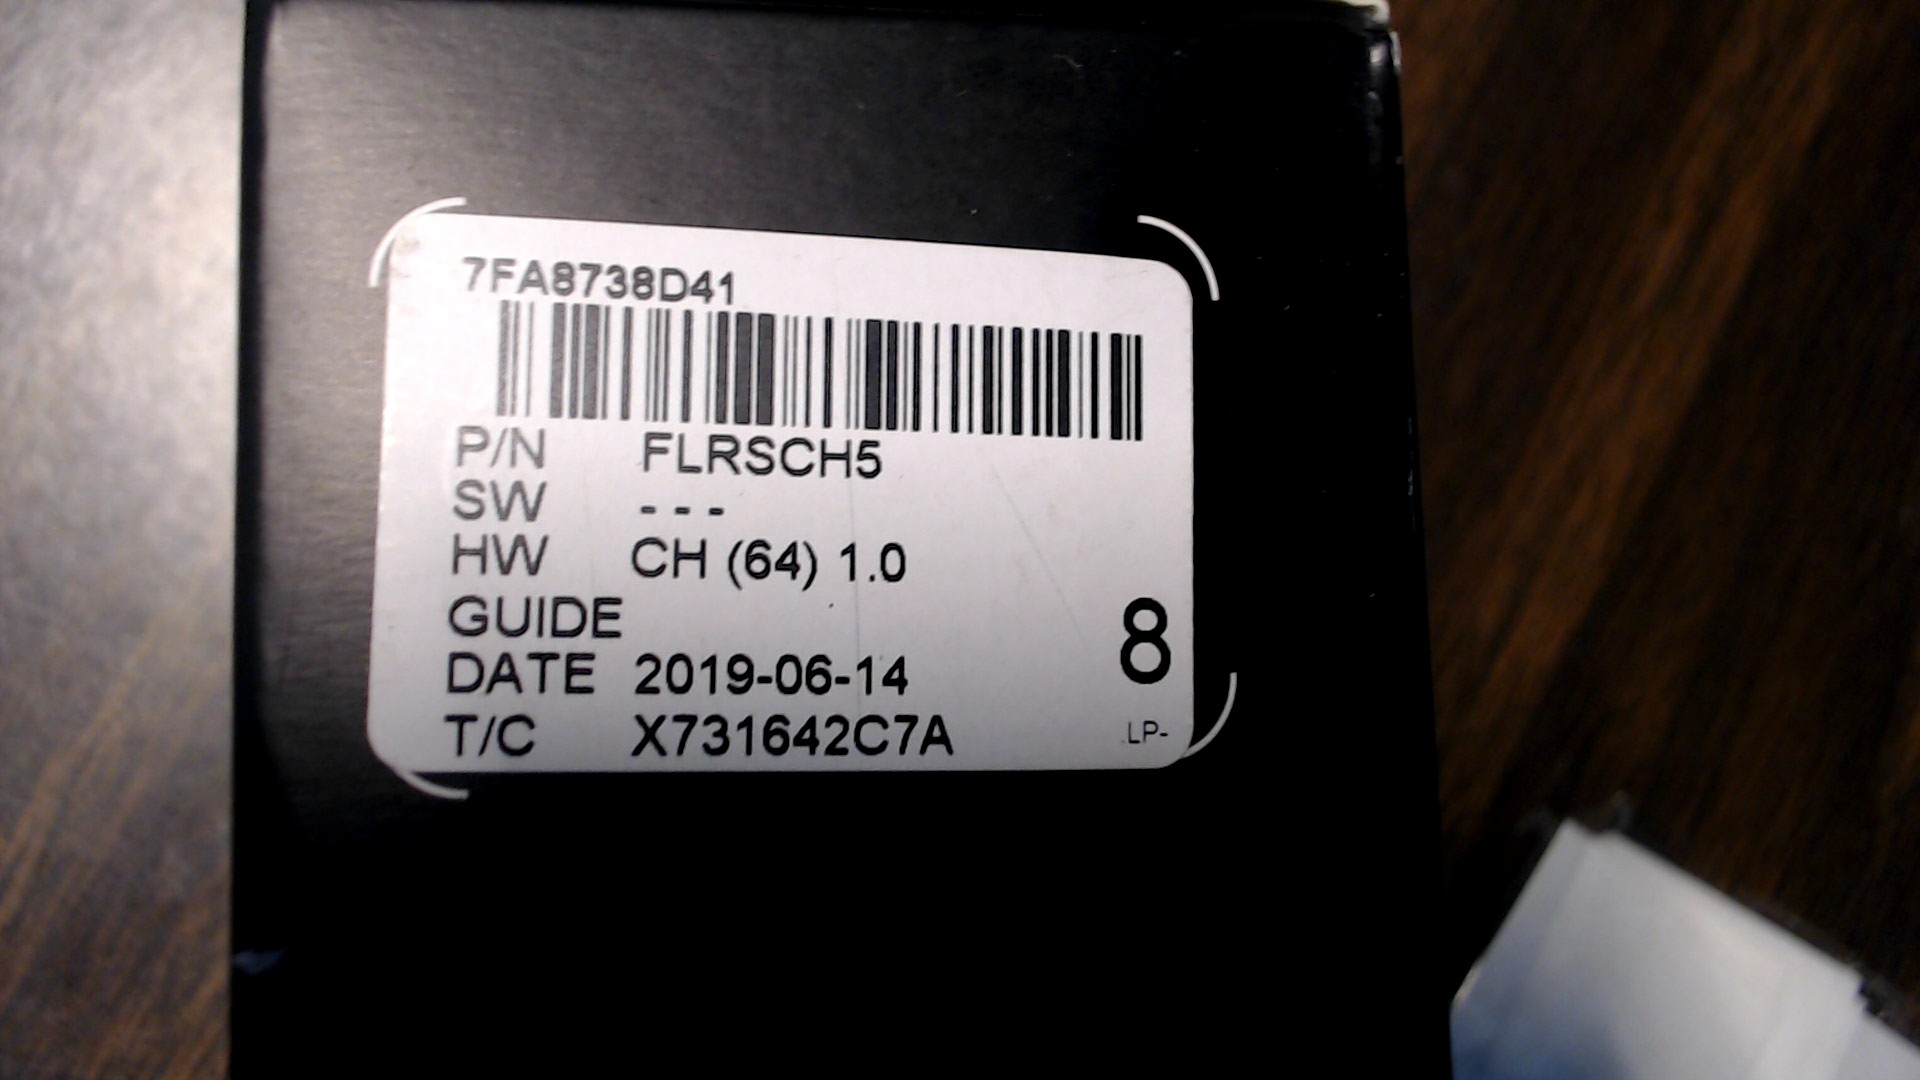 7FA8738D41
P/N FLRSCH5
SW ---
HW CH (64) 1.0
GUIDE
8
DATE 2019-06-14
T/C X731642C7A
LP-